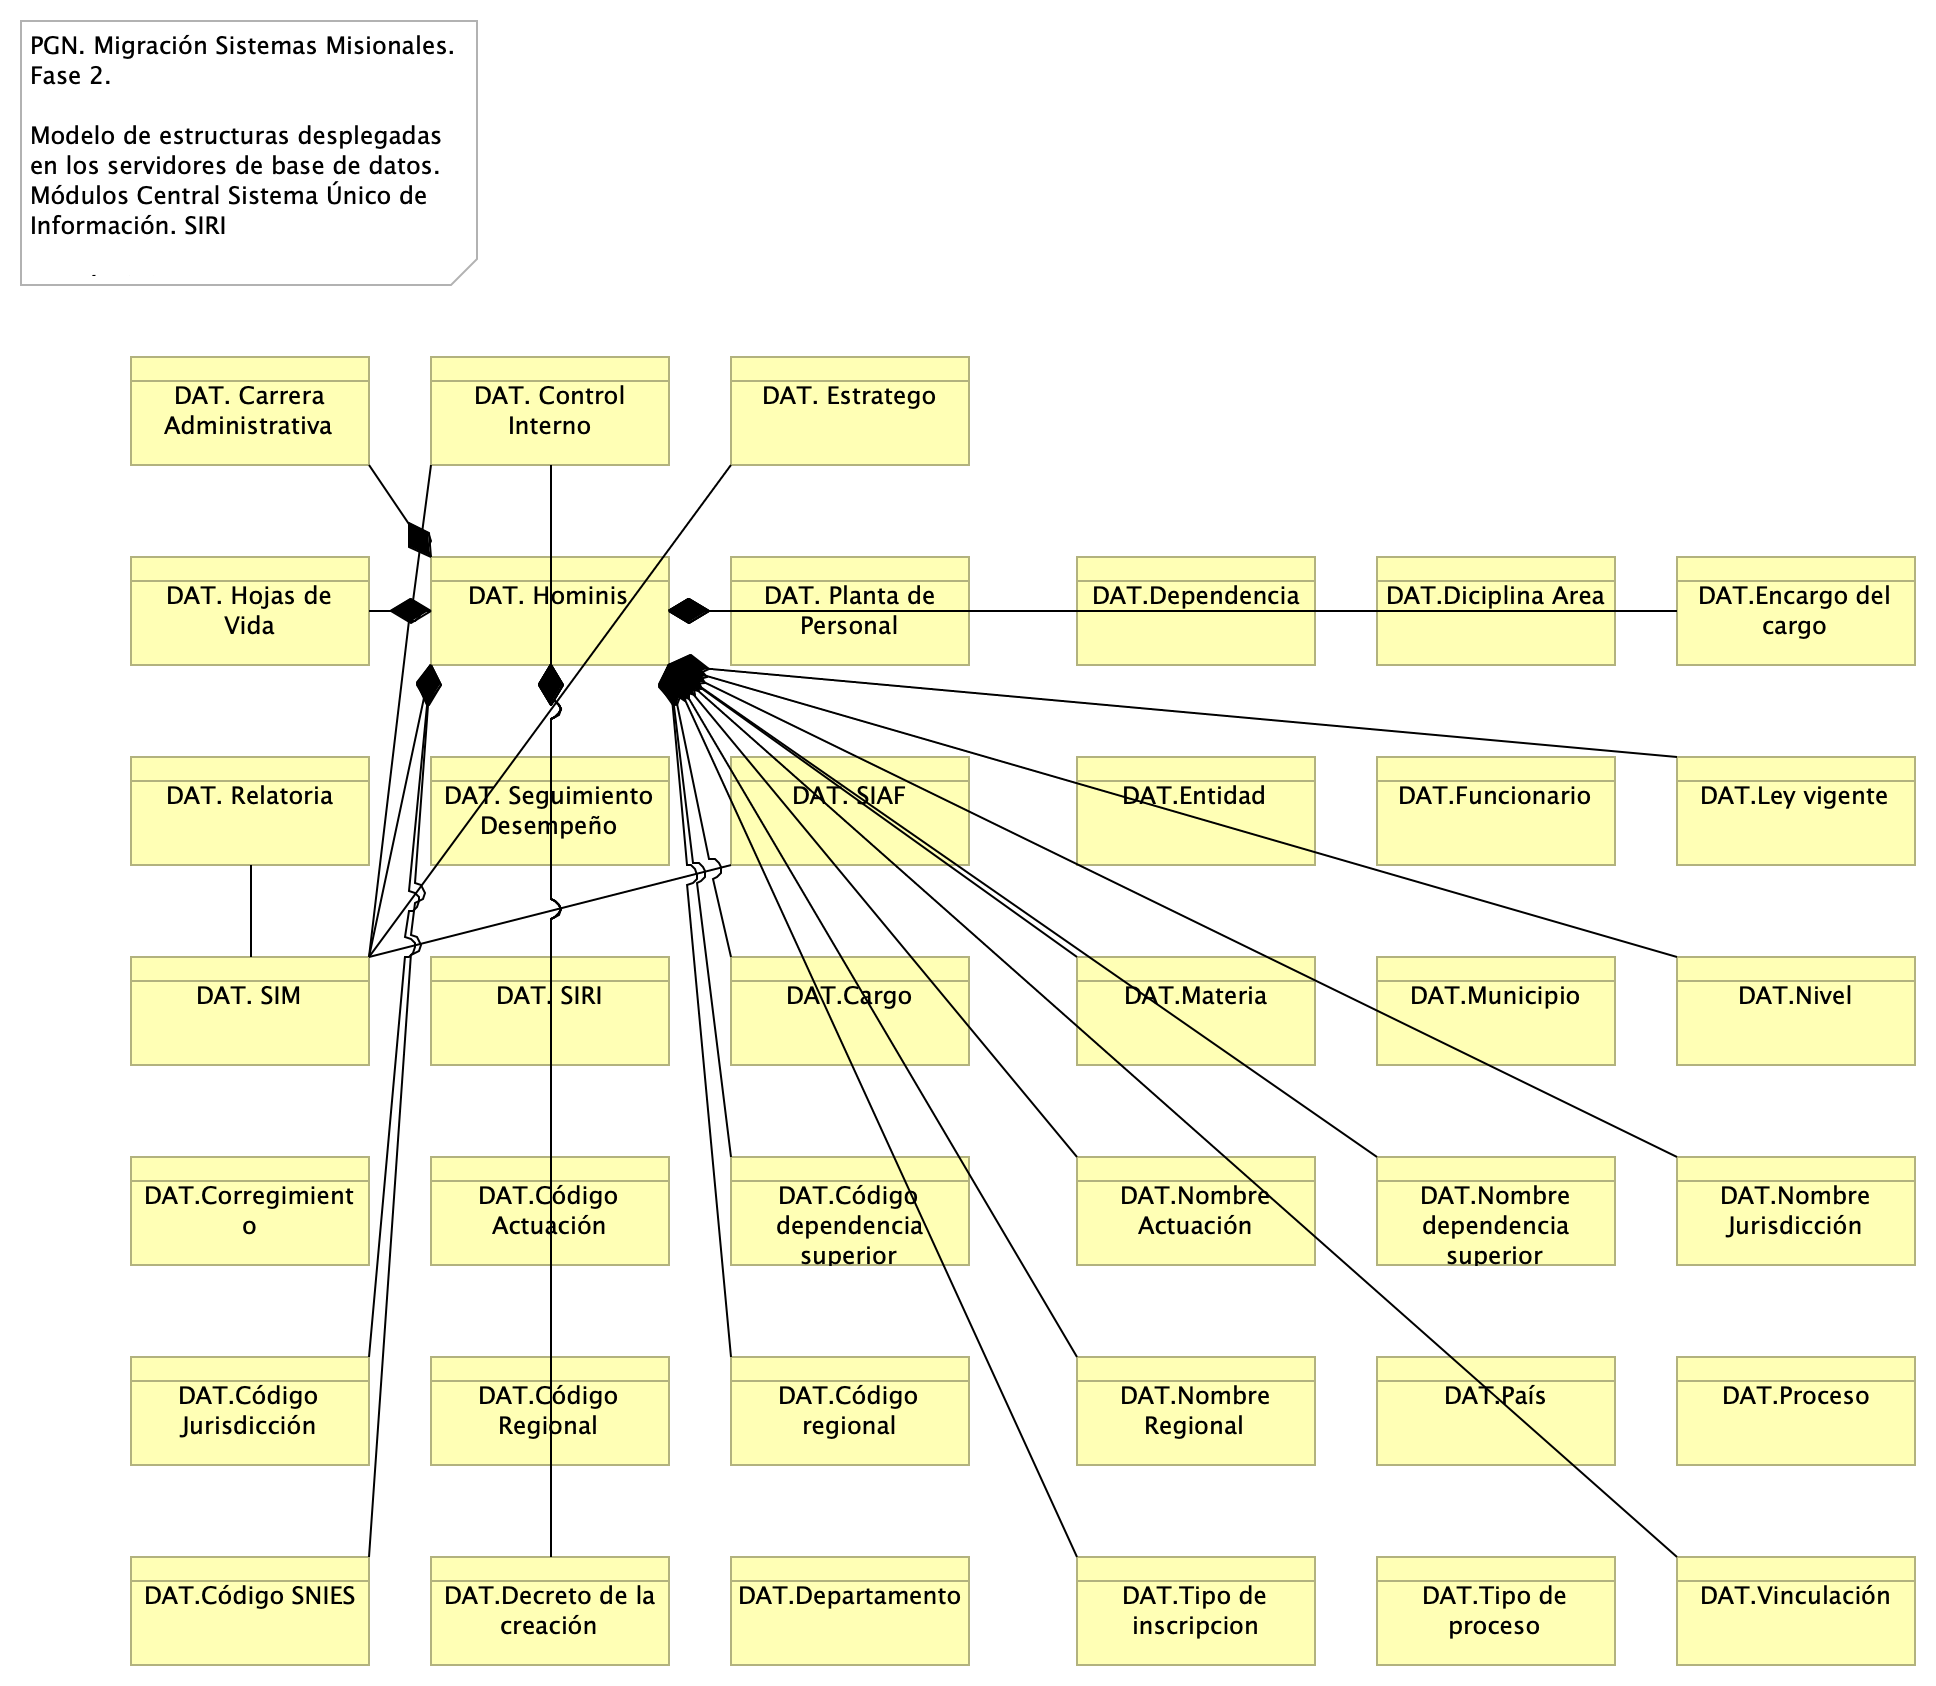 PGN. Migración Sistemas Misionales.
Fase 2.
Modelo de estructuras desplegadas
en los servidores de base de datos.
Módulos Central Sistema Único de
Información. SIRI
DAT. Carrera
Administrativa
DAT. Control
Interno
DAT. Estratego
DAT. Hojas de
Vida
DAT. Hominis
DAT. Planta de
Personal
DAT.Dependencia
DAT.Diciplina Area
DAT.Encargo del
cargo
DAT. Relatoria
DAT. Seguimiento
Desempeño
DAT. SIAF
DAT.Entidad
DAT.Funcionario
DAT.Ley vigente
DAT. SIM
DAT. SIRI
DAT.Cargo
DAT.Materia
DAT.Municipio
DAT.Nivel
DAT.Corregimient
o
DAT.Código
Actuación
DAT.Código
dependencia
superior
DAT.Nombre
Actuación
DAT.Nombre
dependencia
superior
DAT.Nombre
Jurisdicción
DAT.Código
Jurisdicción
DAT.Código
Regional
DAT.Código
regional
DAT.Nombre
Regional
DAT.País
DAT.Proceso
DAT.Código SNIES
DAT.Decreto de la
creación
DAT.Departamento
DAT.Tipo de
inscripcion
DAT.Tipo de
proceso
DAT.Vinculación